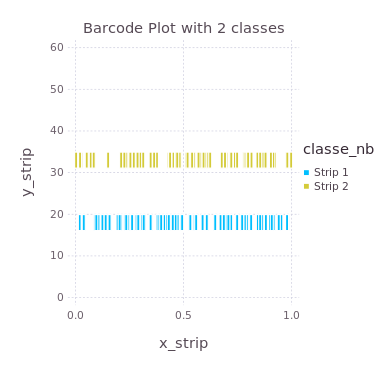 Barcode Plot with 2 classes
60
50
40
30
20
10
0
y_strip
0.0
0.5
1.0
x_strip
classe_nb
Strip 1
Strip 2